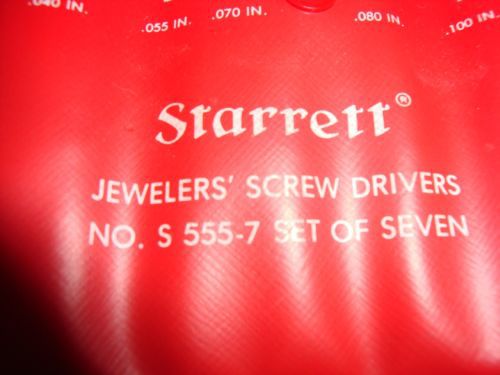 .040 IN.
.055 IN.
.070 IN.
.080 IN.
.100 IN.
Starrett®
JEWELERS' SCREW DRIVERS
NO. S 555-7 SET OF SEVEN